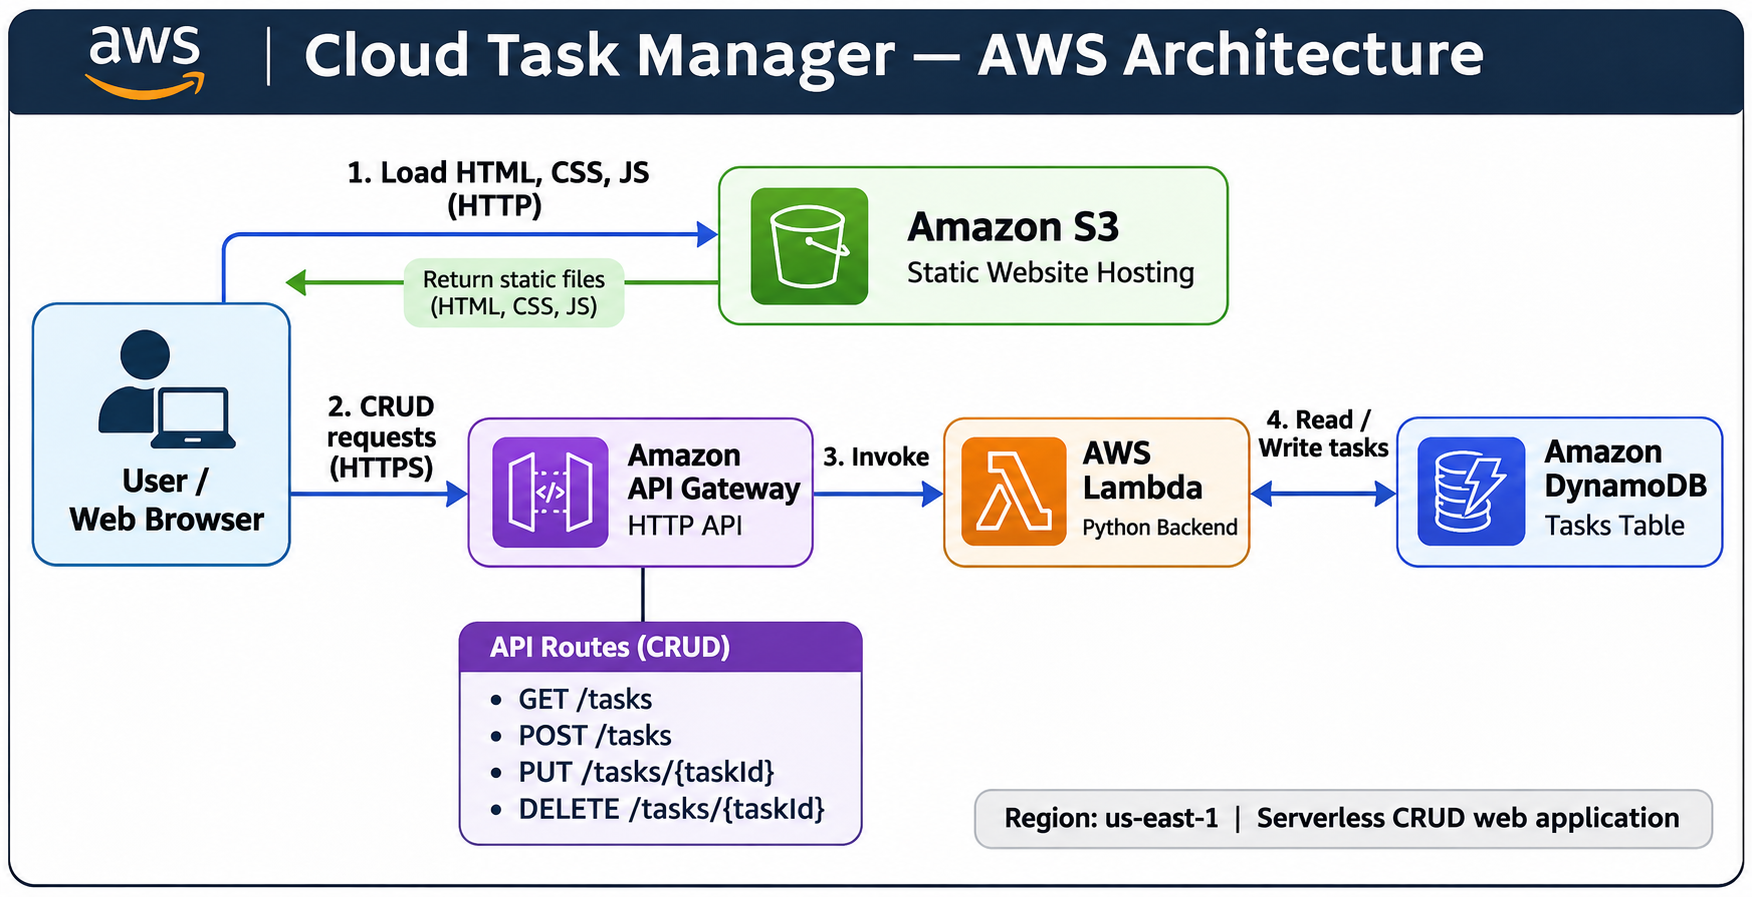 aws
Cloud Task Manager — AWS Architecture
1. Load HTML, CSS, JS
(HTTP)
Amazon S3
Static Website Hosting
Return static files
(HTML, CSS, JS)
User /
Web Browser
2. CRUD
requests
(HTTPS)
</>
Amazon
API Gateway
HTTP API
3. Invoke
AWS
Lambda
Python Backend
4. Read /
Write tasks
Amazon
DynamoDB
Tasks Table
API Routes (CRUD)
• GET /tasks
• POST /tasks
• PUT /tasks/{taskId}
• DELETE /tasks/{taskId}
Region: us-east-1 | Serverless CRUD web application